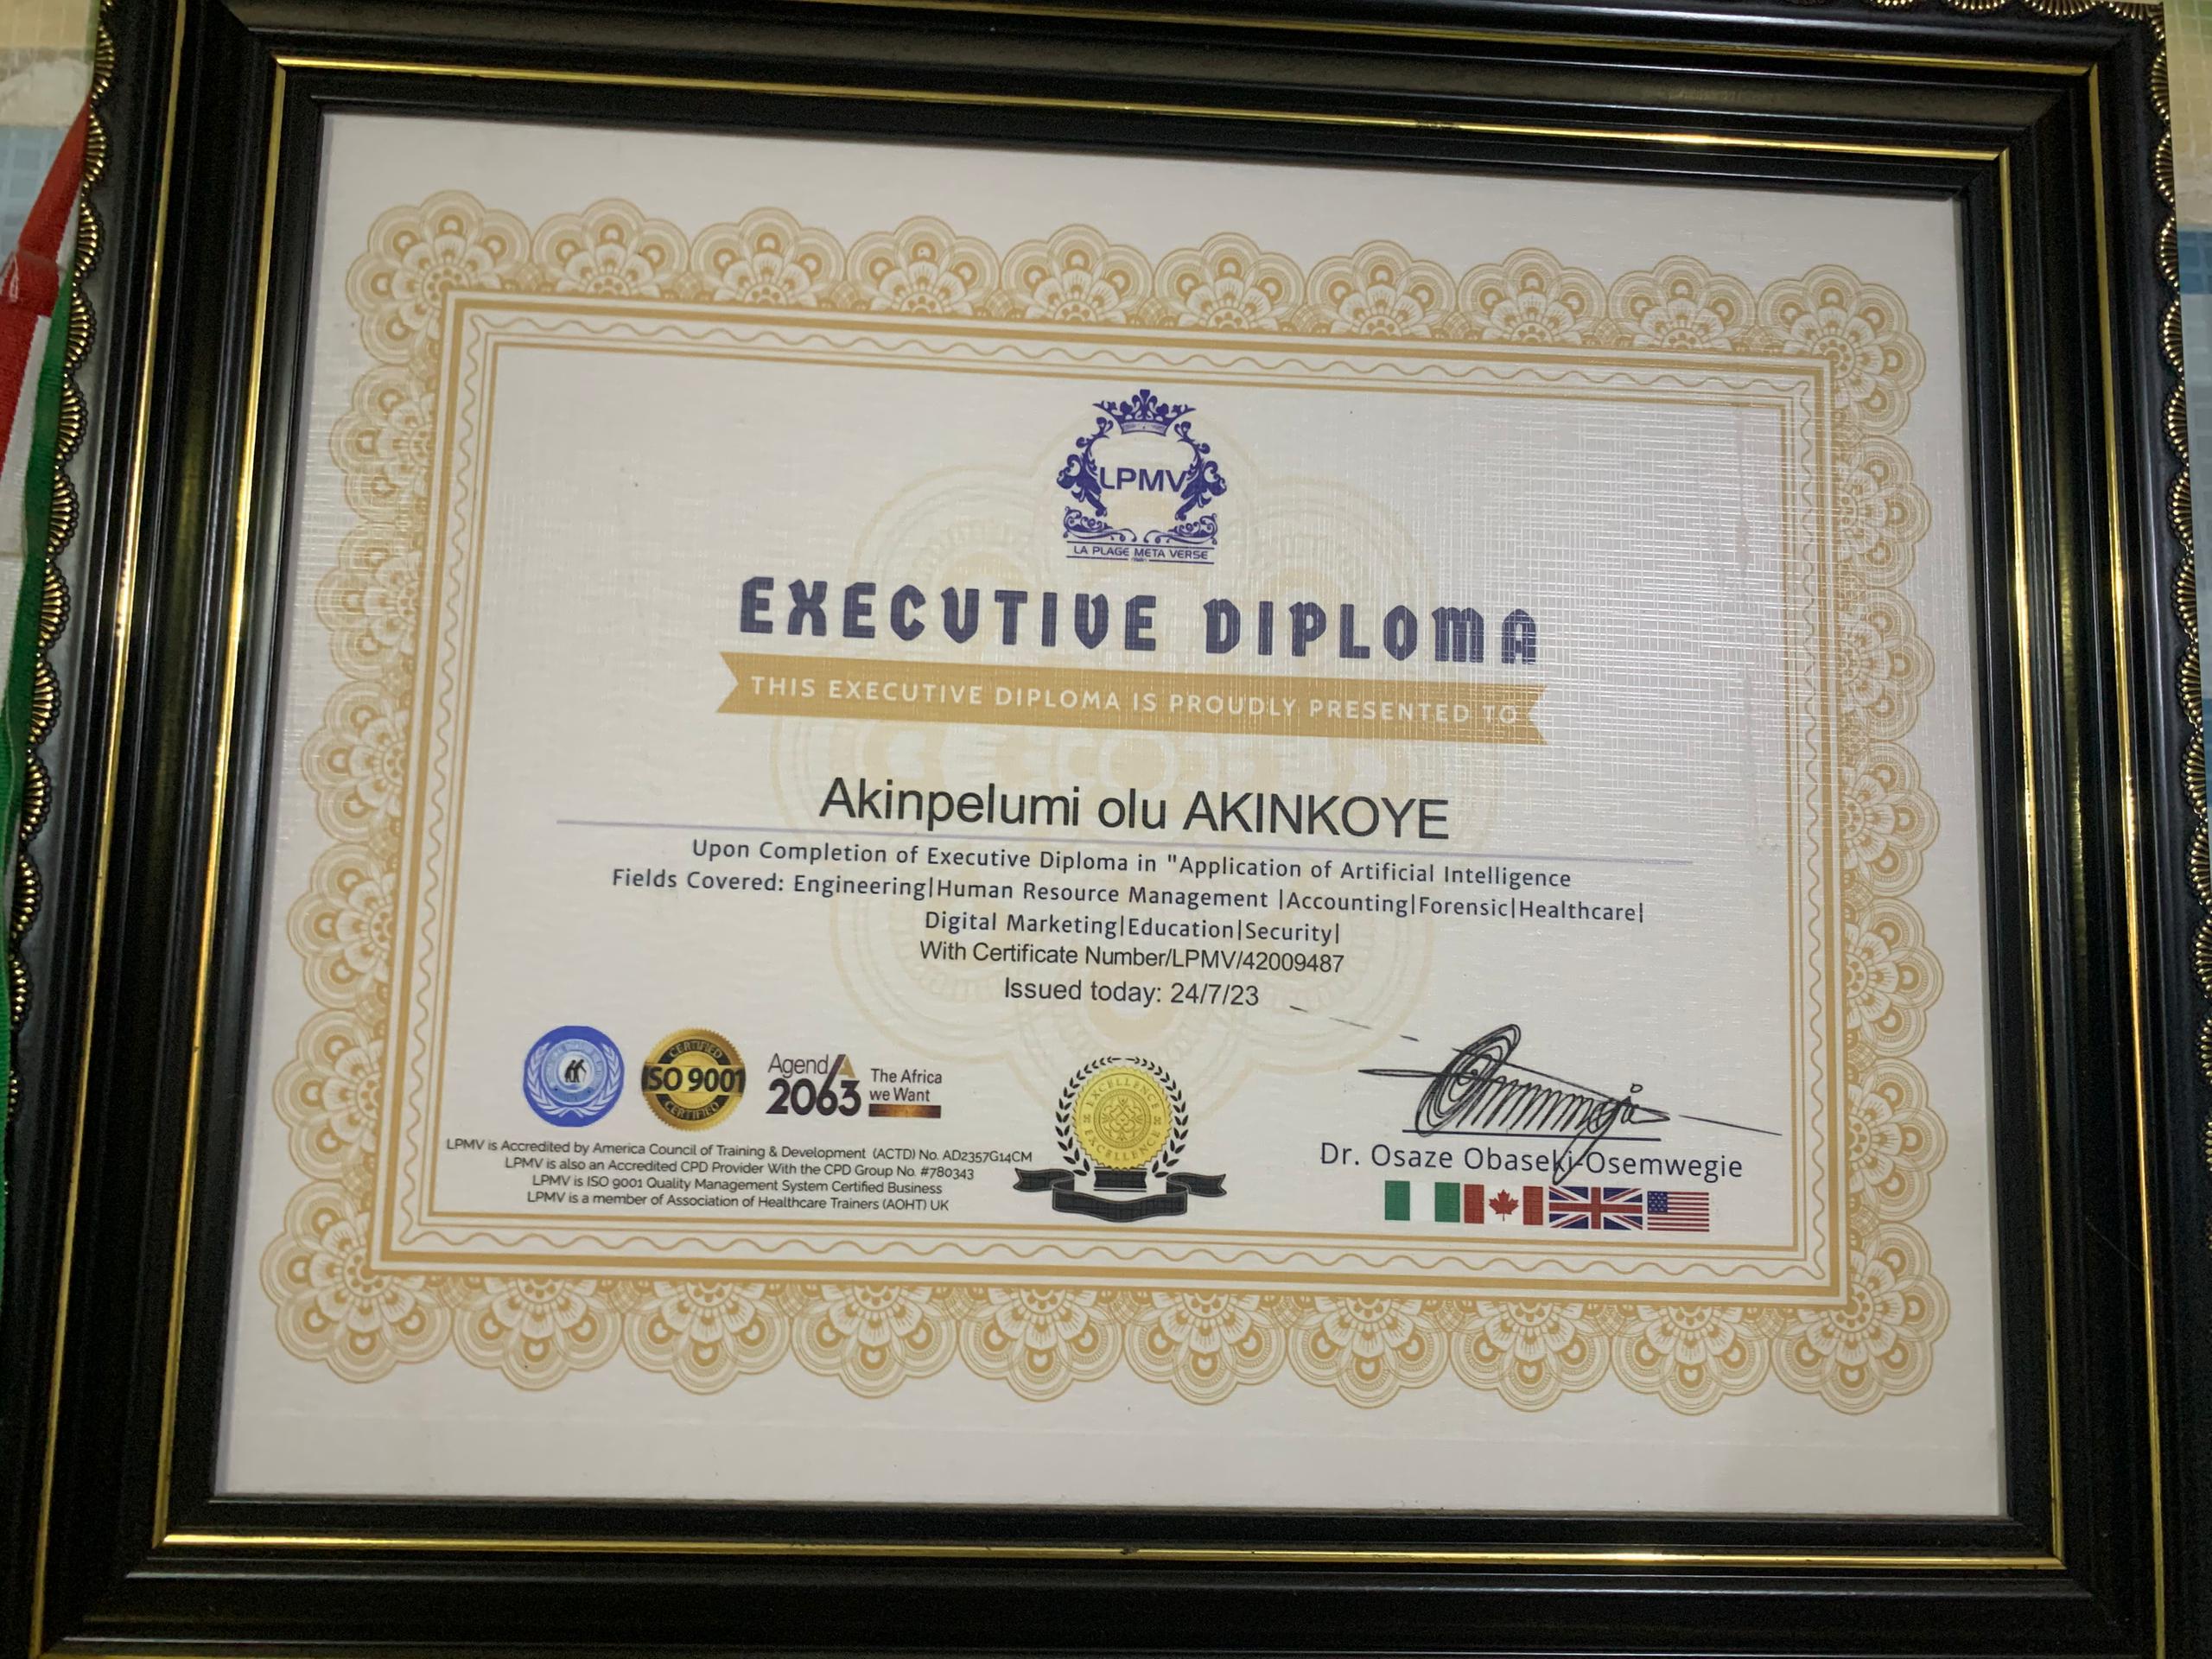 LPMV
LA PLAGE META VERSE
EXECUTIVE DIPLOMA
THIS EXECUTIVE DIPLOMA IS PROUDLY PRESENTED TO
Akinpelumi olu AKINKOYE
Upon Completion of Executive Diploma in "Application of Artificial Intelligence
Fields Covered: Engineering|Human Resource Management |Accounting|Forensic|Healthcare|
Digital Marketing|Education|Security|
With Certificate Number/LPMV/42009487
Issued today: 24/7/23
CERTIFIED
ISO 9001
CERTIFIED
Agenda
2063
The Africa
we Want
LPMV is Accredited by America Council of Training & Development (ACTD) No. AD2357G14CM
LPMV is also an Accredited CPD Provider With the CPD Group No. #780343
LPMV is ISO 9001 Quality Management System Certified Business
LPMV is a member of Association of Healthcare Trainers (AOHT) UK
EXCELLENCE
EXCELLENCE
Dr. Osaze Obaseki-Osemwegie